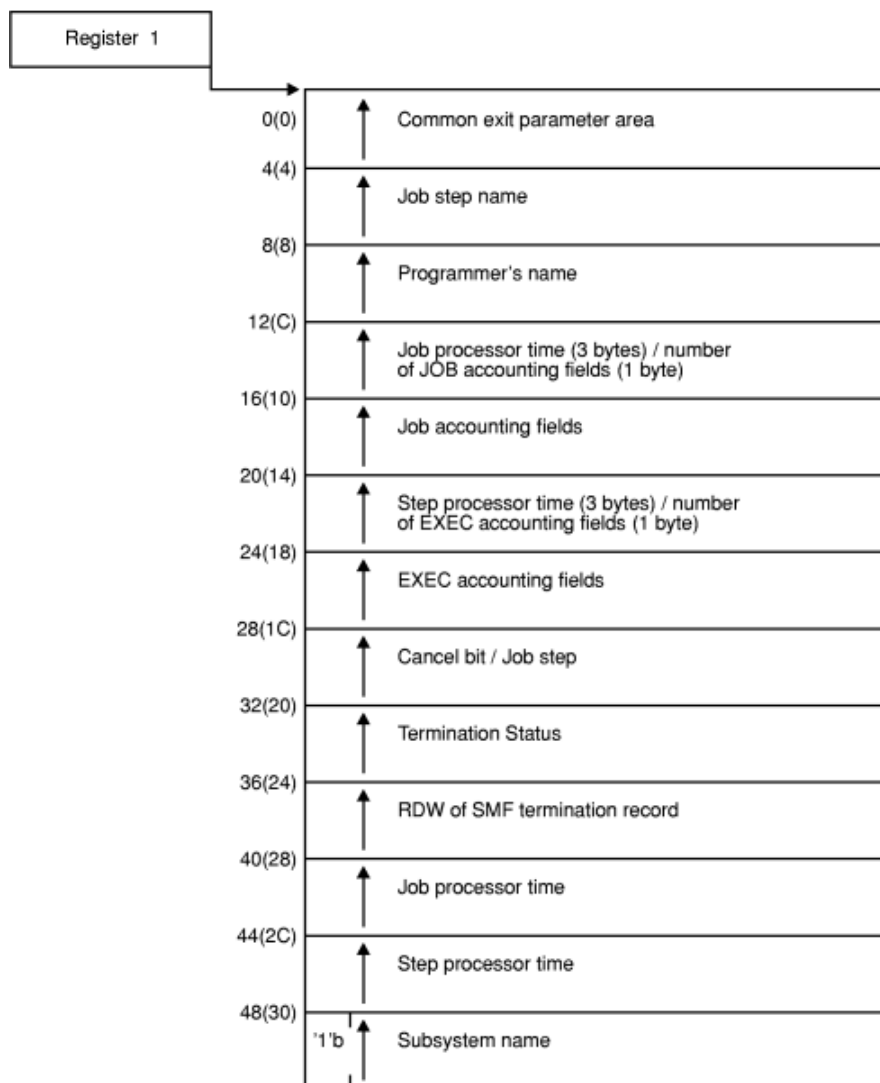 Register 1
0(0)
Common exit parameter area
4(4)
Job step name
8(8)
Programmer's name
12(C)
Job processor time (3 bytes) / number
of JOB accounting fields (1 byte)
16(10)
Job accounting fields
20(14)
Step processor time (3 bytes) / number
of EXEC accounting fields (1 byte)
24(18)
EXEC accounting fields
28(1C)
Cancel bit / Job step
32(20)
Termination Status
36(24)
RDW of SMF termination record
40(28)
Job processor time
44(2C)
Step processor time
48(30)
'1'b Subsystem name